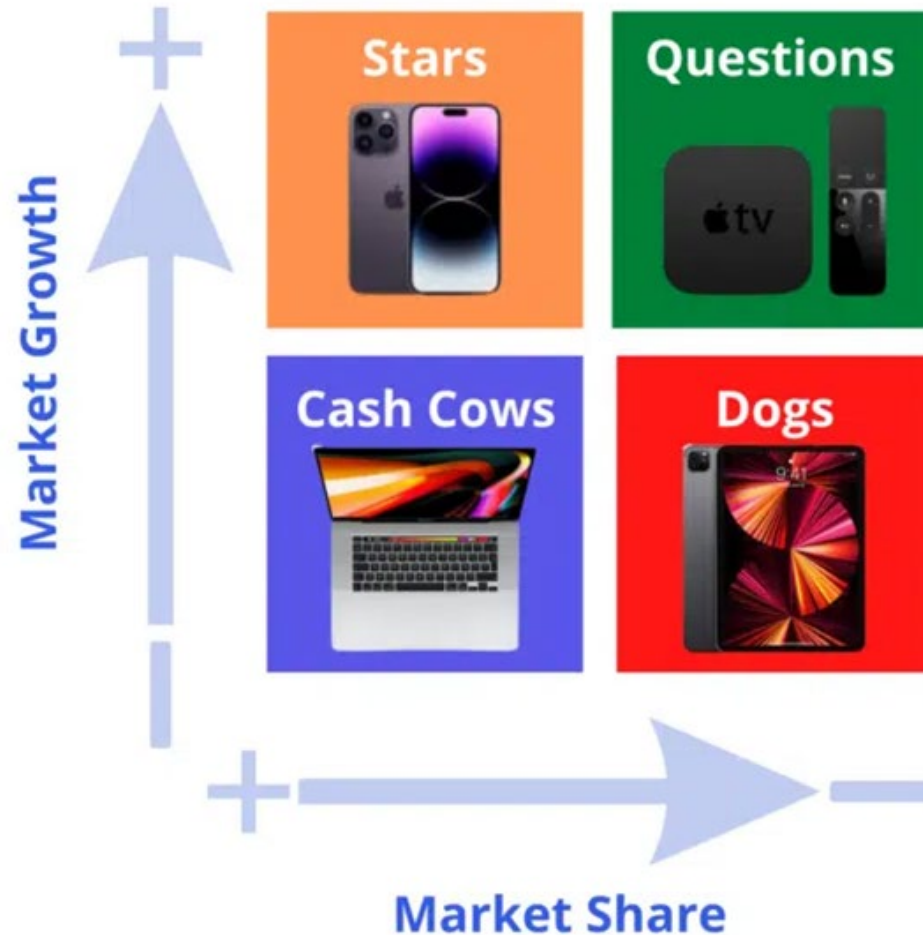 Stars
Questions
tv
Market Growth
Cash Cows
Dogs
9:41
Market Share